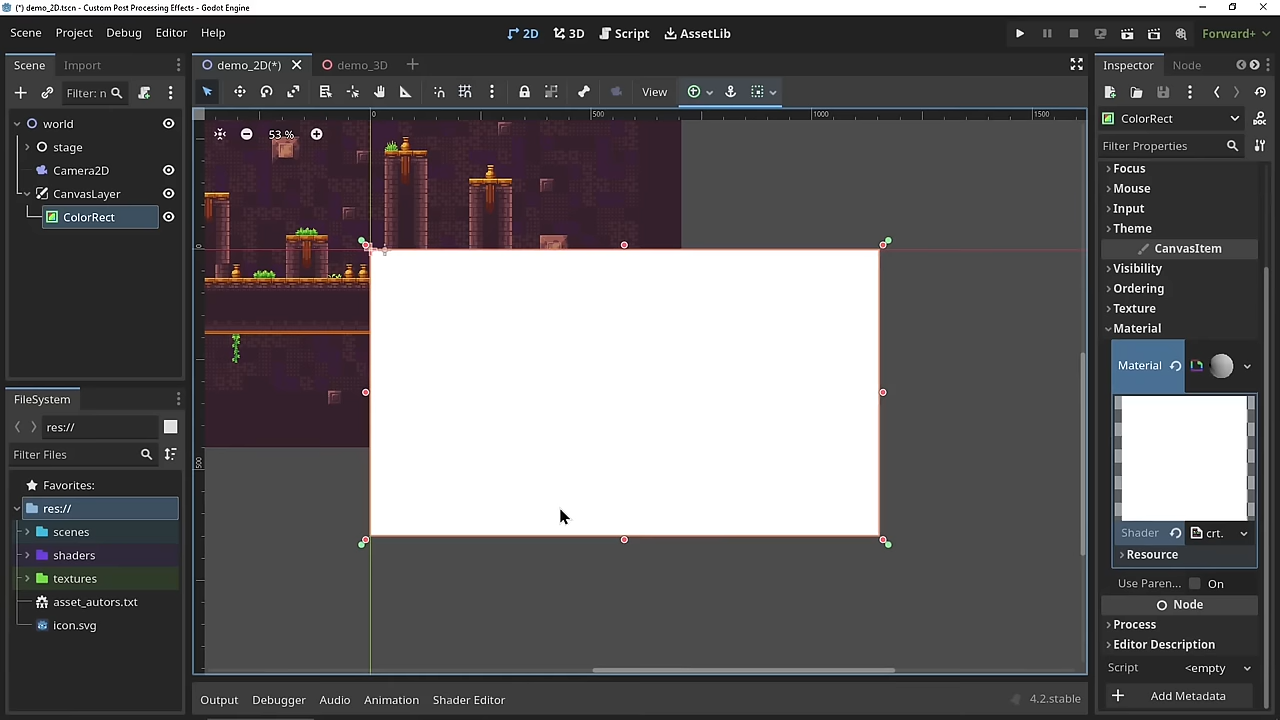 (*) demo_2D.tscn - Custom Post Processing Effects - Godot Engine
Scene Project Debug Editor Help
2D 3D Script AssetLib
Forward+
Scene Import
demo_2D(*) demo_3D
Inspector Node
Filter: n
View
ColorRect
Filter Properties
world
stage
Camera2D
CanvasLayer
ColorRect
0 500 1000 1500
53 %
0
500
Focus
Mouse
Input
Theme
CanvasItem
Visibility
Ordering
Texture
Material
Material
Shader crt.
Resource
Use Paren... On
Node
Process
Editor Description
Script <empty
Add Metadata
FileSystem
res://
Filter Files
Favorites:
res://
scenes
shaders
textures
asset_autors.txt
icon.svg
Output Debugger Audio Animation Shader Editor
4.2.stable